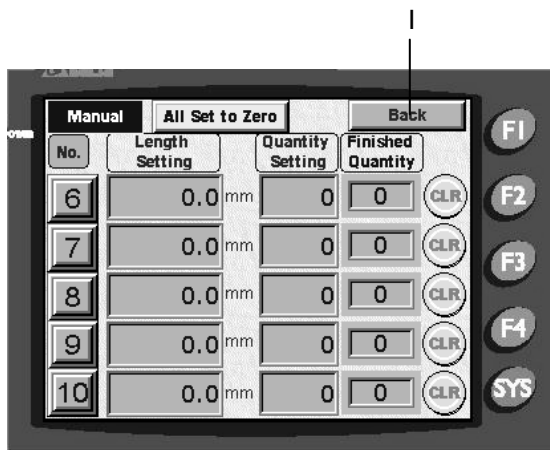 I
Manual All Set to Zero Back
No. Length Setting Quantity Setting Finished Quantity
6 0.0 mm 0 0 CLR
7 0.0 mm 0 0 CLR
8 0.0 mm 0 0 CLR
9 0.0 mm 0 0 CLR
10 0.0 mm 0 0 CLR
F1
F2
F3
F4
SYS